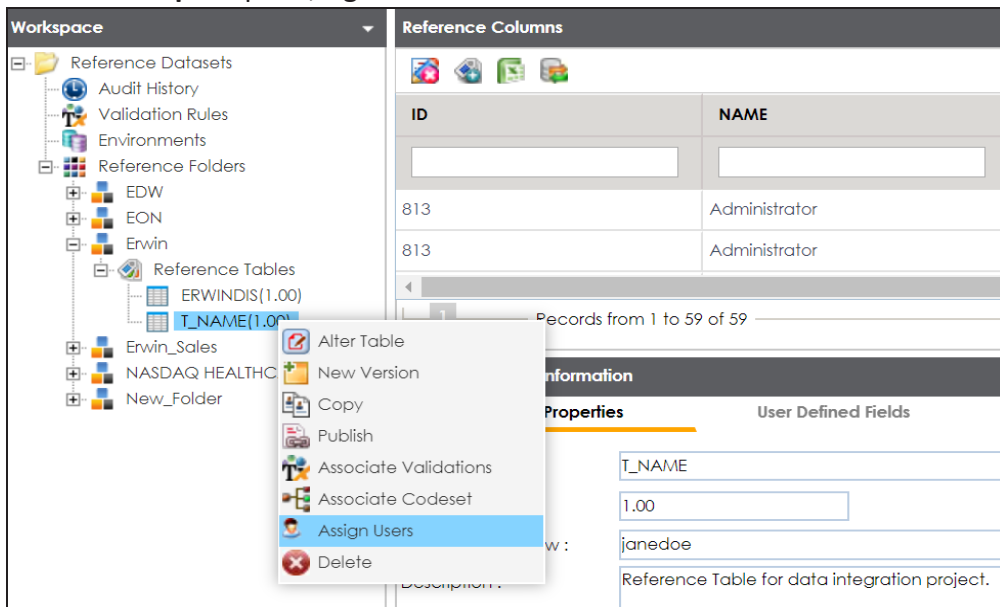 Workspace
Reference Datasets
Audit History
Validation Rules
Environments
Reference Folders
EDW
EON
Erwin
Reference Tables
ERWINDIS(1.00)
T_NAME(1.00)
Erwin_Sales
NASDAQ HEALTHC
New_Folder
Alter Table
New Version
Copy
Publish
Associate Validations
Associate Codeset
Assign Users
Delete
Reference Columns
ID NAME
813 Administrator
813 Administrator
1 Records from 1 to 59 of 59
nformation
Properties User Defined Fields
T_NAME
1.00
w : janedoe
Description : Reference Table for data integration project.